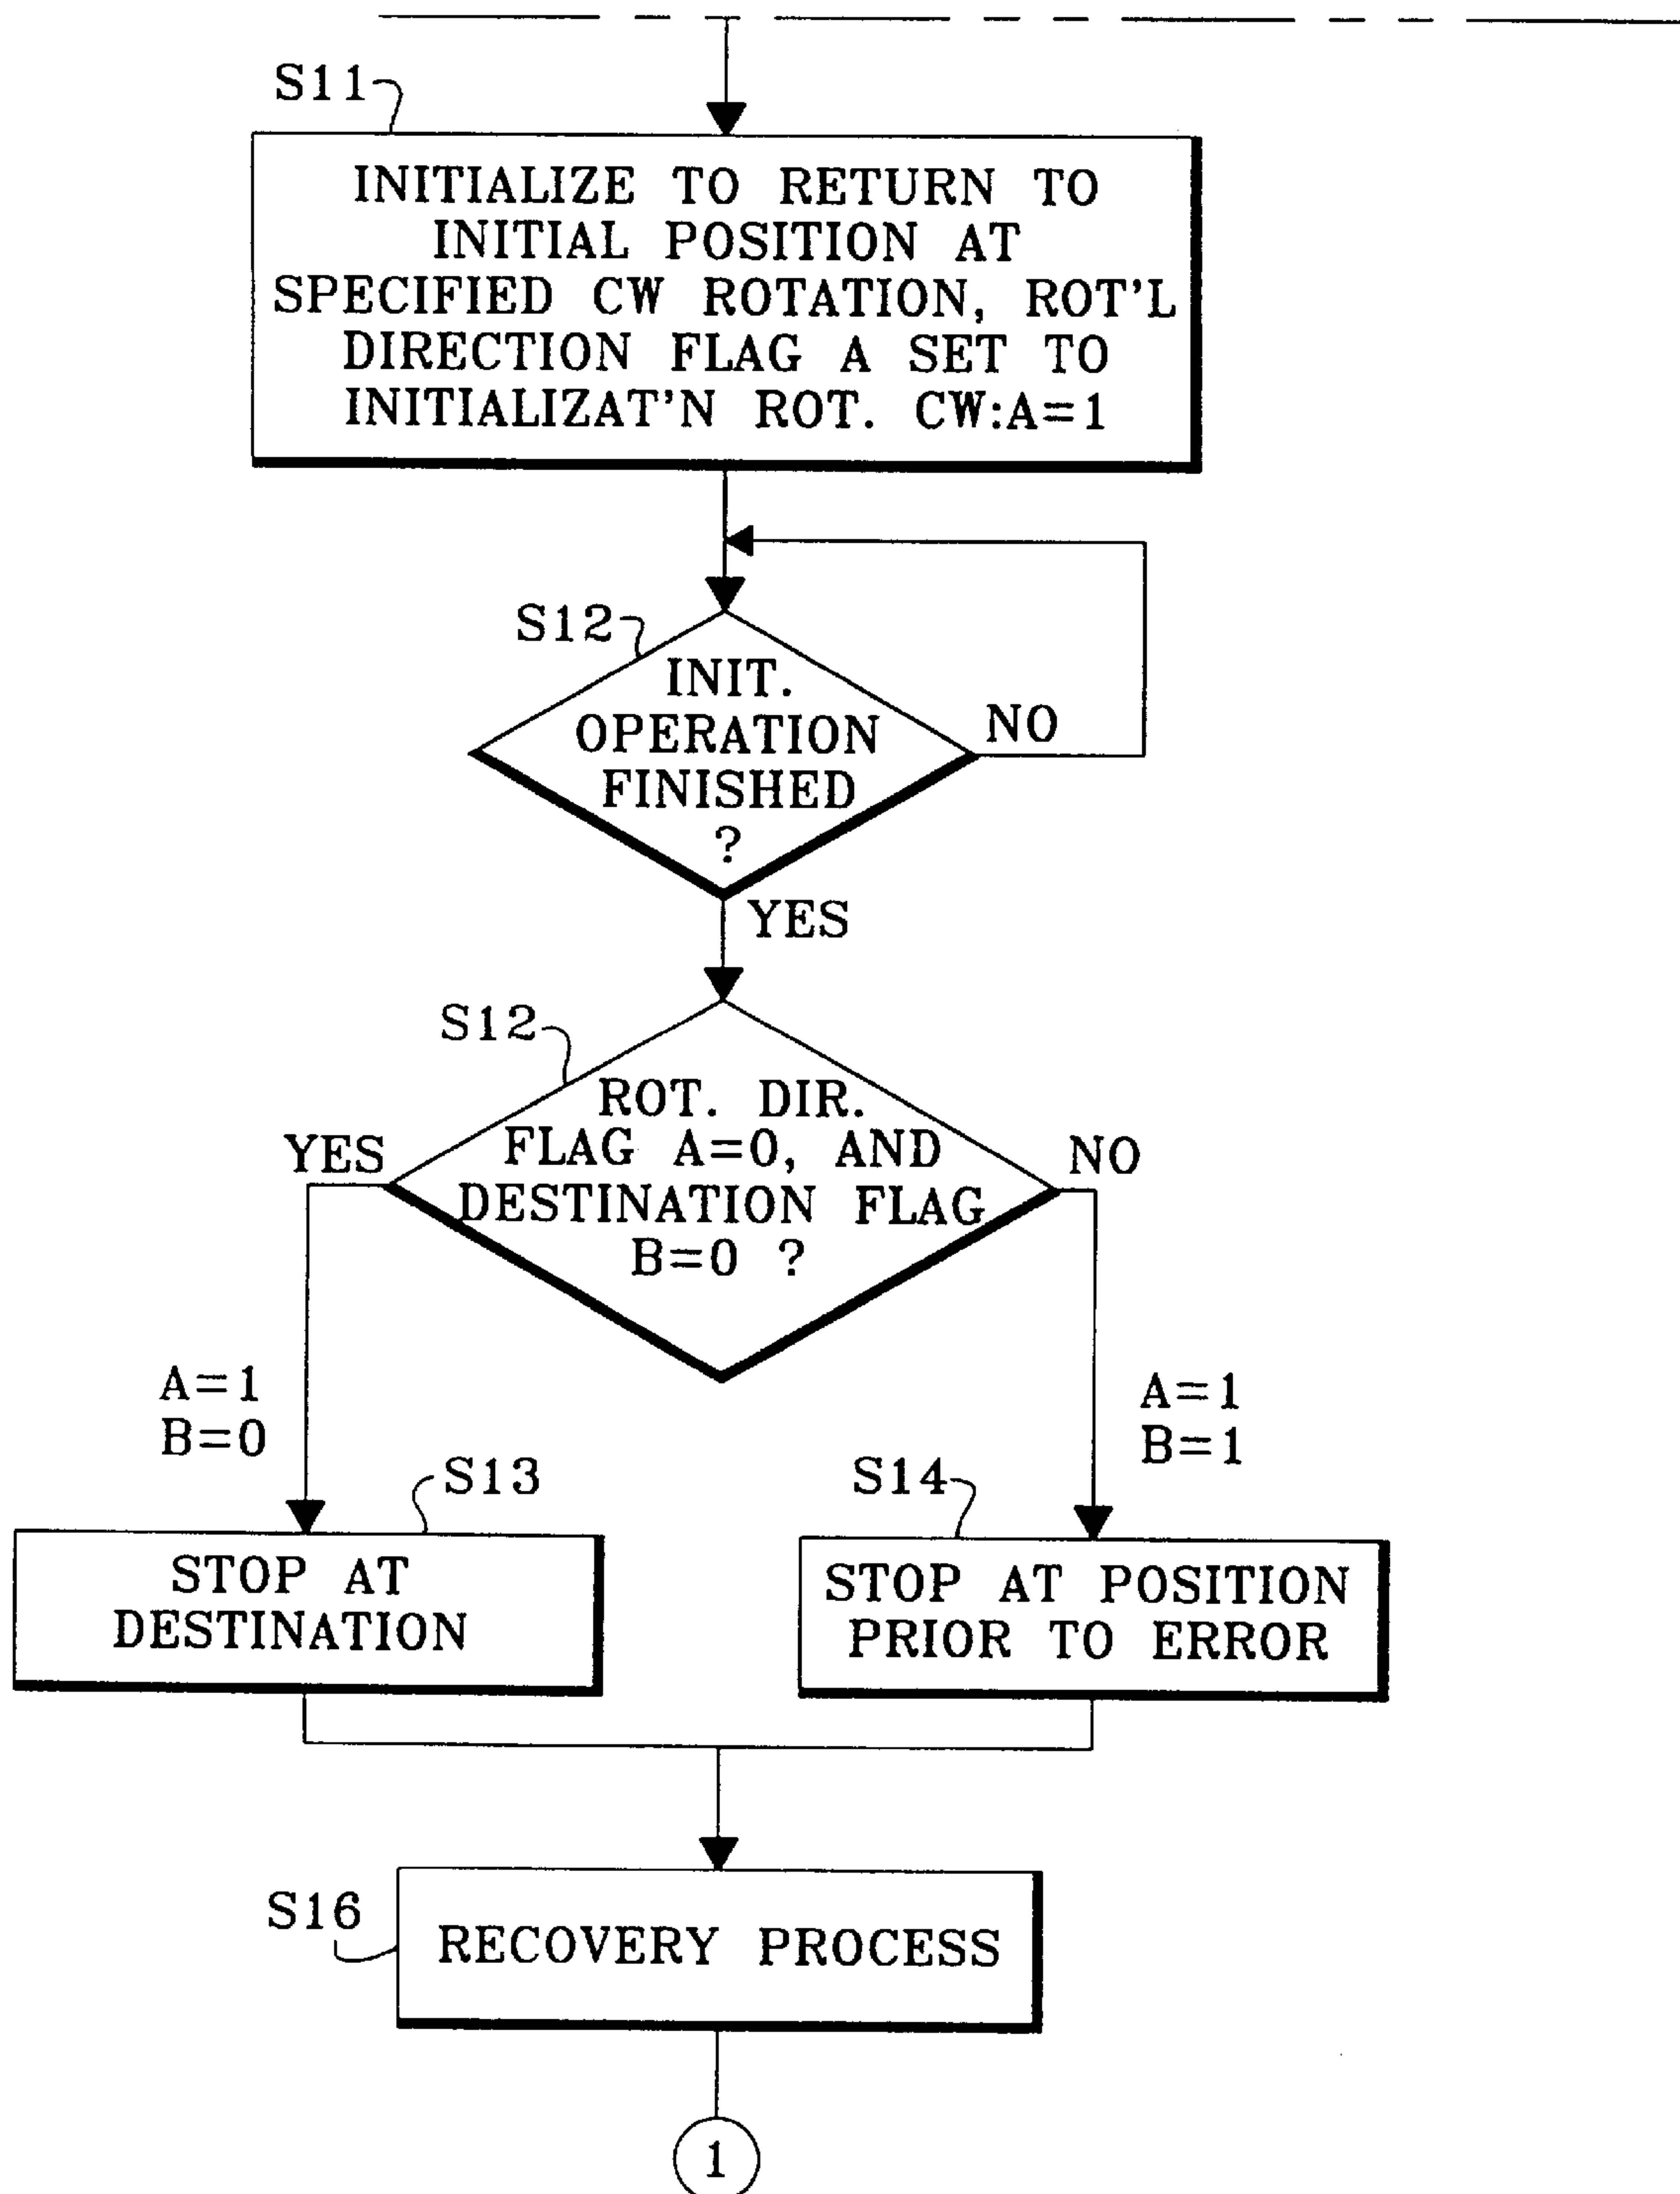 S11
INITIALIZE TO RETURN TO
INITIAL POSITION AT
SPECIFIED CW ROTATION, ROT'L
DIRECTION FLAG A SET TO
INITIALIZAT'N ROT. CW:A=1
S12
INIT.
OPERATION
FINISHED
?
NO
YES
S12
ROT. DIR.
FLAG A=0, AND
DESTINATION FLAG
B=0 ?
YES
NO
A=1
B=0
A=1
B=1
S13
STOP AT
DESTINATION
S14
STOP AT POSITION
PRIOR TO ERROR
S16
RECOVERY PROCESS
1